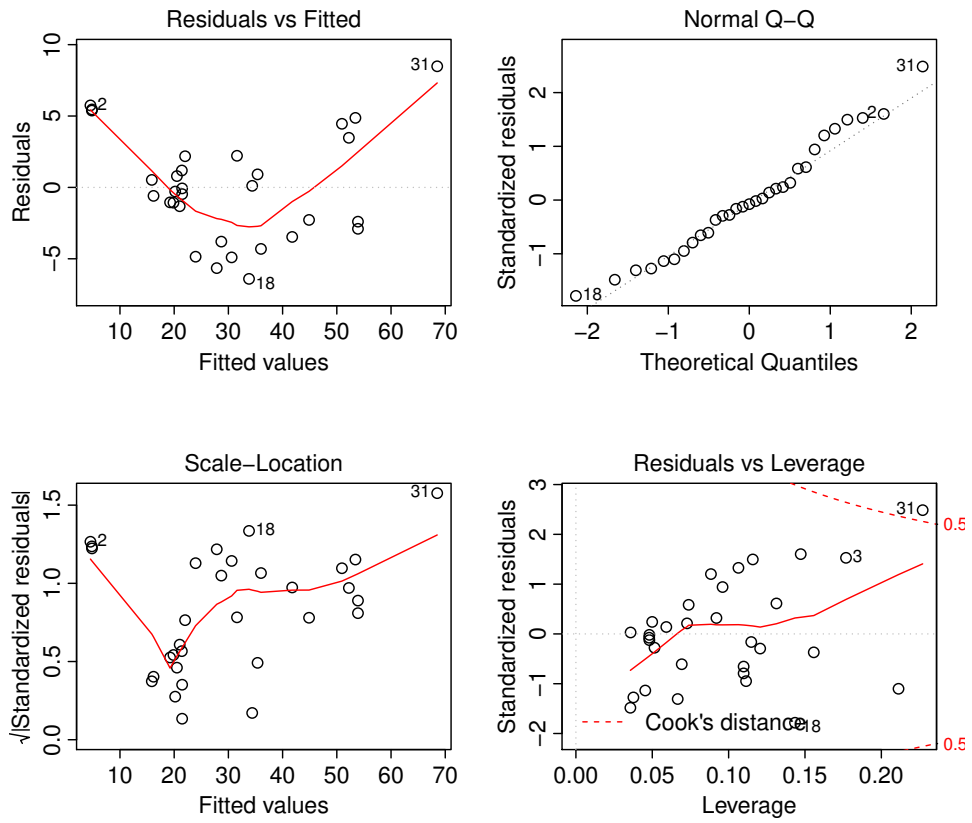 Residuals vs Fitted
Residuals
10
5
0
−5
31
2
18
10 20 30 40 50 60 70
Fitted values
Normal Q−Q
Standardized residuals
2
1
0
−1
31
2
18
−2 −1 0 1 2
Theoretical Quantiles
Scale−Location
√|Standardized residuals|
1.5
1.0
0.5
0.0
31
2
18
10 20 30 40 50 60 70
Fitted values
Residuals vs Leverage
Standardized residuals
3
2
1
0
−1
−2
31
0.5
3
Cook's distance
18
0.5
0.00 0.05 0.10 0.15 0.20
Leverage